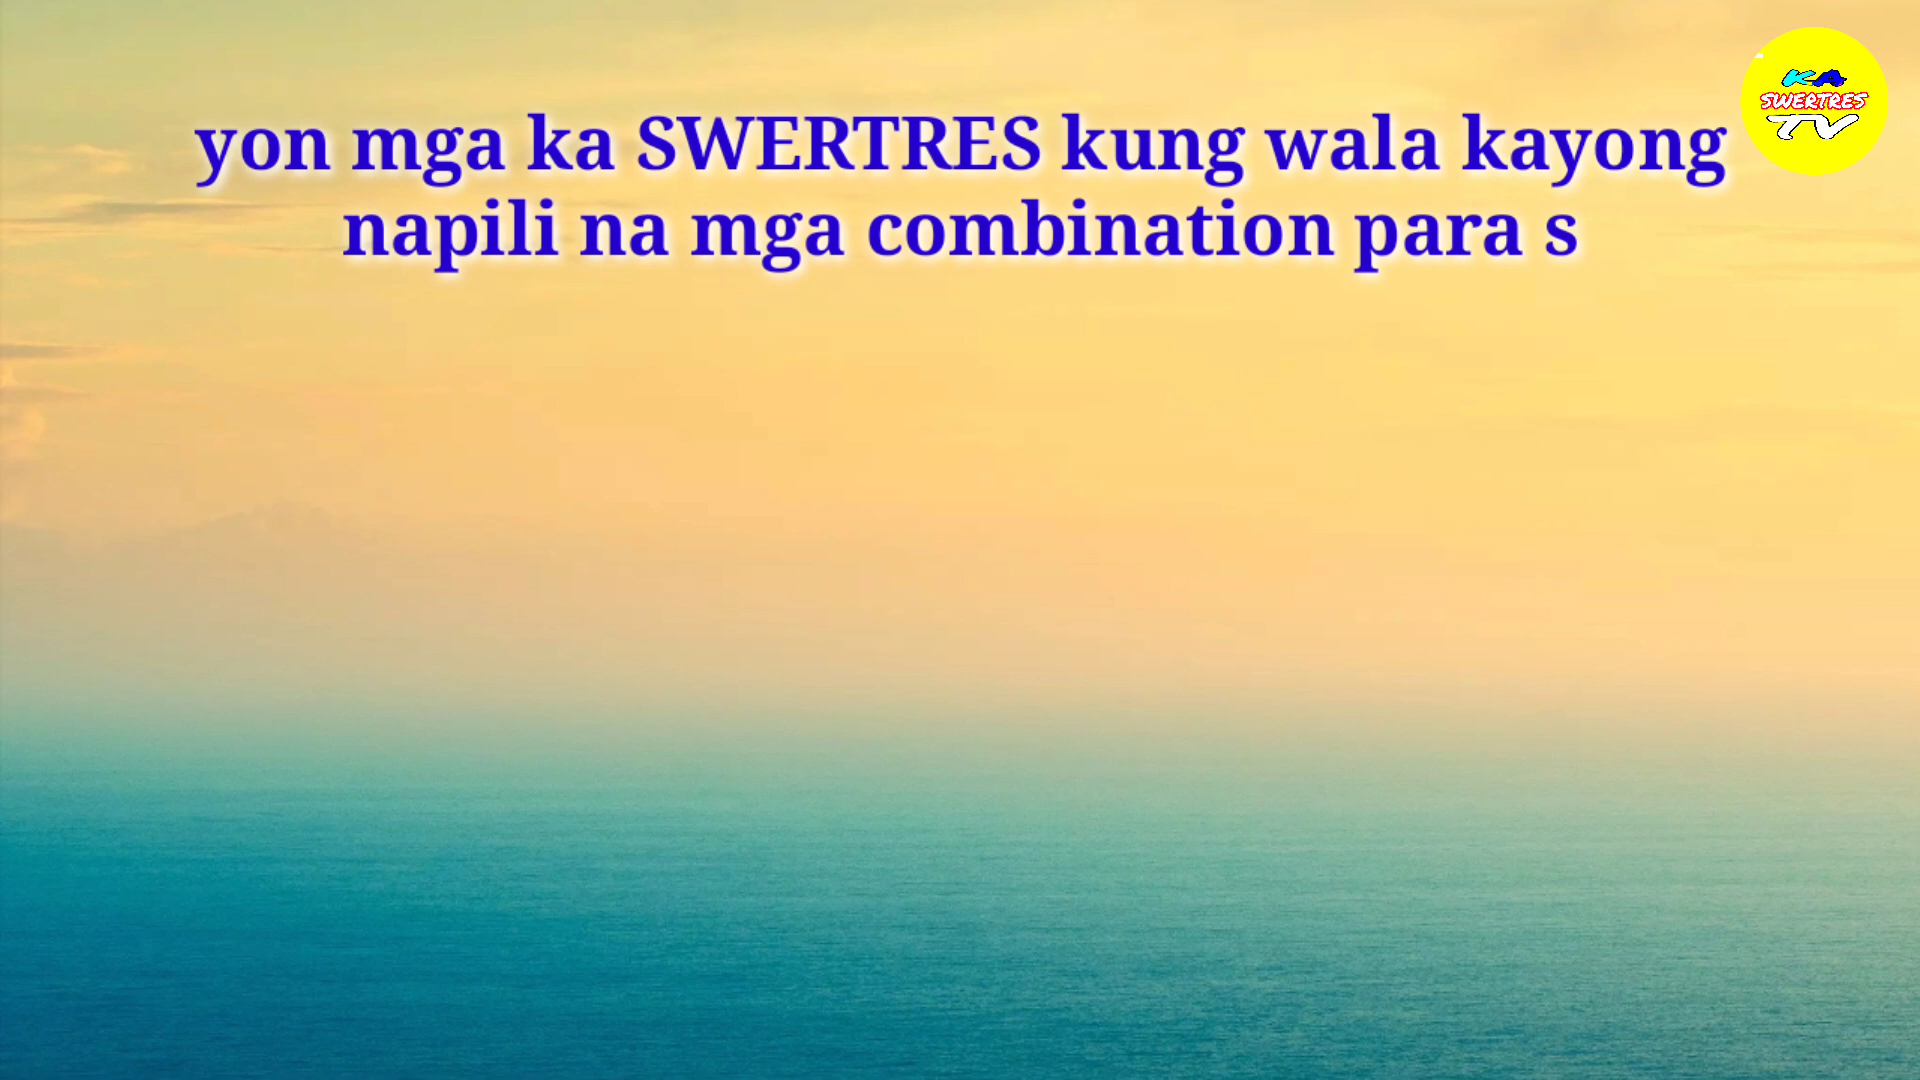 yon mga ka SWERTRES kung wala kayong
napili na mga combination para s
KA
SWERTRES
TV